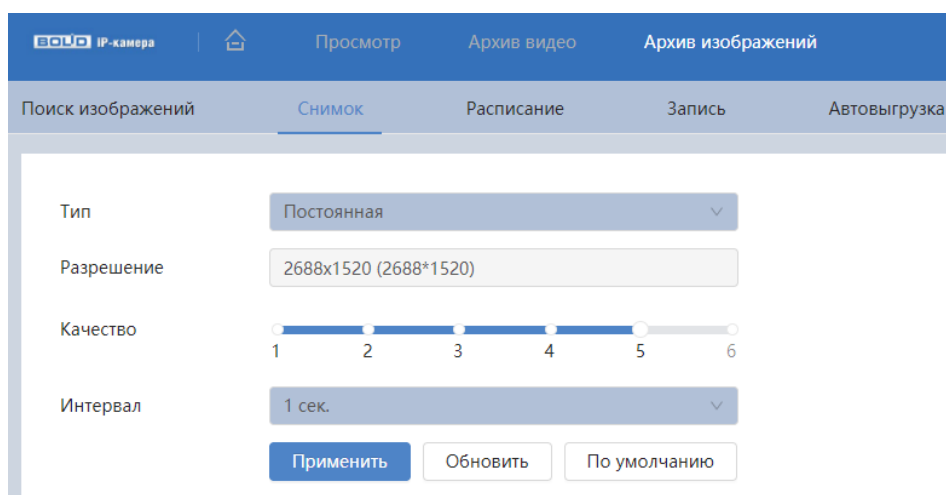 BOLID IP-камера Просмотр Архив видео Архив изображений
Поиск изображений Снимок Расписание Запись Автовыгрузка
Тип Постоянная
Разрешение 2688x1520 (2688*1520)
Качество
1 2 3 4 5 6
Интервал 1 сек.
Применить Обновить По умолчанию